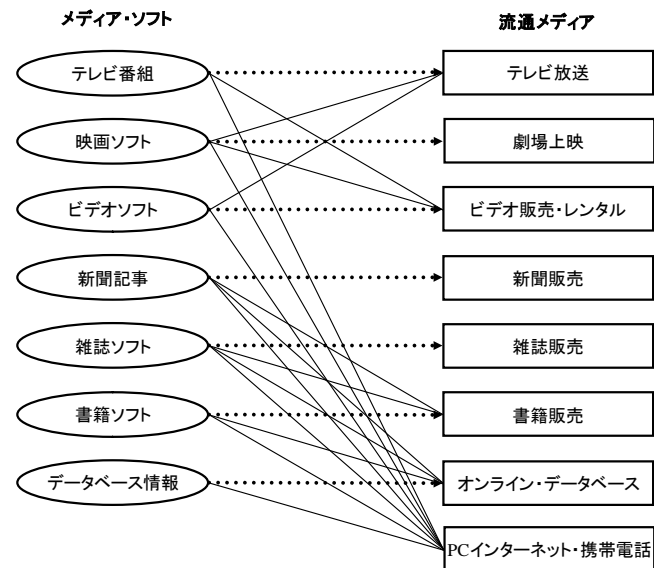 メディア・ソフト
流通メディア
テレビ番組
テレビ放送
映画ソフト
劇場上映
ビデオソフト
ビデオ販売・レンタル
新聞記事
新聞販売
雑誌ソフト
雑誌販売
書籍ソフト
書籍販売
データベース情報
オンライン・データベース
PCインターネット・携帯電話